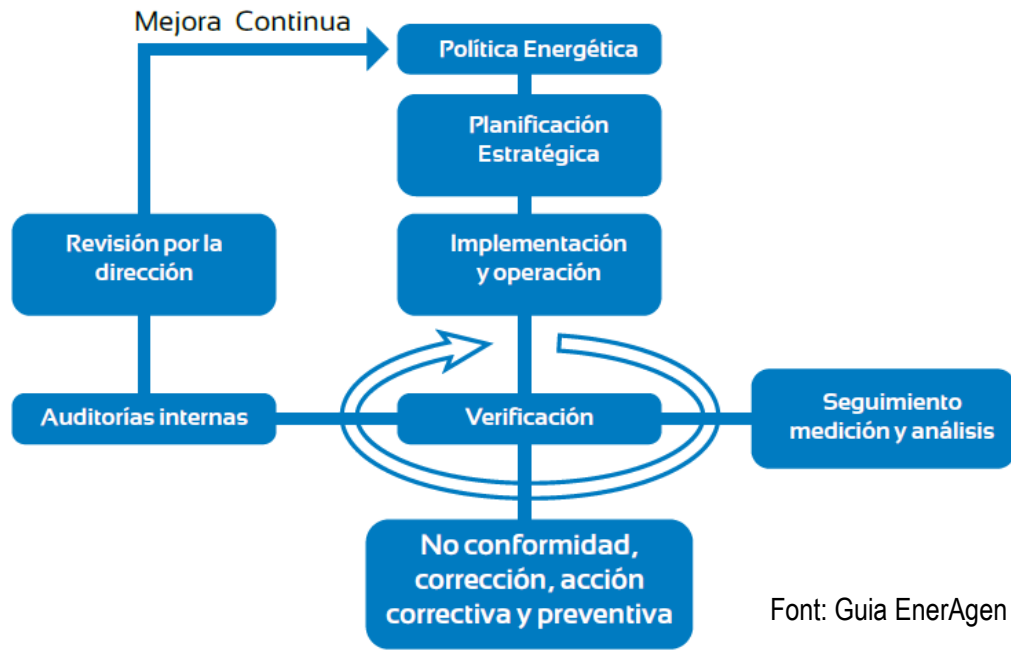 Mejora Continua
Política Energética
Planificación
Estratégica
Revisión por la
dirección
Implementación
y operación
Auditorías internas
Verificación
Seguimiento
medición y análisis
No conformidad,
corrección, acción
correctiva y preventiva
Font: Guia EnerAgen